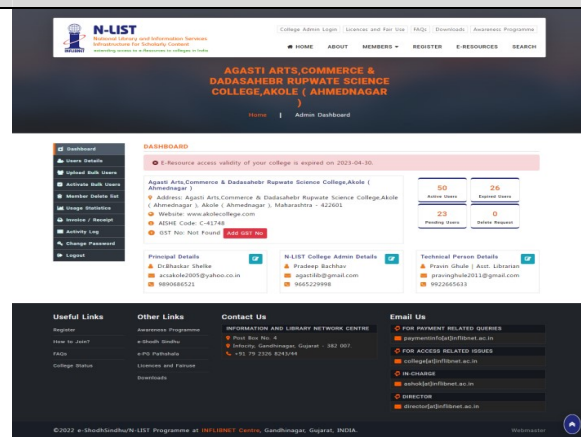 N-LIST
National Library and Information Services
Infrastructure for Scholarly Content
extending access to e-Resources to colleges in India
INFLIBNET
College Admin Login
Licences and Fair Use
FAQs
Downloads
Awareness Programme
HOME ABOUT MEMBERS REGISTER E-RESOURCES SEARCH
AGASTI ARTS,COMMERCE &
DADASAHEBR RUPWATE SCIENCE
COLLEGE,AKOLE ( AHMEDNAGAR
)
Home | Admin Dashboard
Dashboard
Users Details
Upload Bulk Users
Activate Bulk Users
Member Delete list
Usage Statistics
Invoice / Receipt
Activity Log
Change Password
Logout
DASHBOARD
E-Resource access validity of your college is expired on 2023-04-30.
Agasti Arts,Commerce & Dadasahebr Rupwate Science College,Akole (
Ahmednagar )
Address: Agasti Arts,Commerce & Dadasahebr Rupwate Science College,Akole
( Ahmednagar ), Akole ( Ahmednagar ), Maharashtra - 422601
Website: www.akolecollege.com
AISHE Code: C-41748
GST No: Not Found Add GST No
50
Active Users
26
Expired Users
23
Pending Users
0
Delete Request
Principal Details
Dr.Bhaskar Shelke
acsakole2005@yahoo.co.in
9890686521
N-LIST College Admin Details
Pradeep Bachhav
agastilib@gmail.com
9665229998
Technical Person Details
Pravin Ghule ( Asst. Librarian
pravinghule2011@gmail.com
9922665633
Useful Links
Register
How to Join?
FAQs
College Status
Other Links
Awareness Programme
e-Shodh Sindhu
e-PG Pathshala
Licences and Fairuse
Downloads
Contact Us
INFORMATION AND LIBRARY NETWORK CENTRE
Post Box No. 4
Infocity, Gandhinagar, Gujarat - 382 007.
+91 79 2326 8243/44
Email Us
FOR PAYMENT RELATED QUERIES
paymentinfo[at]inflibnet.ac.in
FOR ACCESS RELATED ISSUES
college[at]inflibnet.ac.in
IN-CHARGE
ashok[at]inflibnet.ac.in
DIRECTOR
director[at]inflibnet.ac.in
©2022 e-ShodhSindhu/N-LIST Programme at INFLIBNET Centre, Gandhinagar, Gujarat, INDIA.
Webmaster